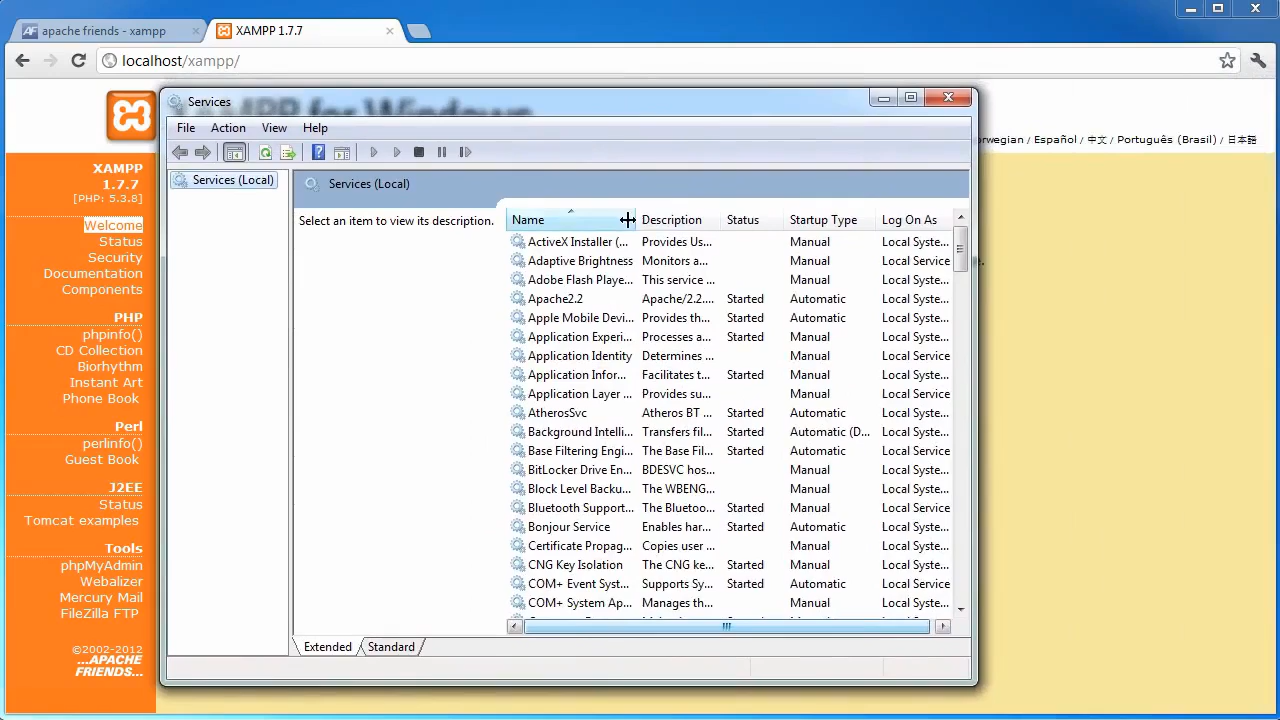 apache friends - xampp
XAMPP 1.7.7
localhost/xampp/
Services
for Windows
rwegian / Español / 中文 / Português (Brasil) / 日本語
File Action View Help
XAMPP
1.7.7
[PHP: 5.3.8]
Welcome
Status
Security
Documentation
Components
PHP
phpinfo()
CD Collection
Biorhythm
Instant Art
Phone Book
Perl
perlinfo()
Guest Book
J2EE
Status
Tomcat examples
Tools
phpMyAdmin
Webalizer
Mercury Mail
FileZilla FTP
©2002-2012
...APACHE
FRIENDS...
Services (Local)
Services (Local)
Select an item to view its description.
Name Description Status Startup Type Log On As
ActiveX Installer (... Provides Us... Manual Local Syste...
Adaptive Brightness Monitors a... Manual Local Service
Adobe Flash Playe... This service ... Manual Local Syste...
Apache2.2 Apache/2.2.... Started Automatic Local Syste...
Apple Mobile Devi... Provides th... Started Automatic Local Syste...
Application Experi... Processes a... Started Manual Local Syste...
Application Identity Determines ... Manual Local Service
Application Infor... Facilitates t... Started Manual Local Syste...
Application Layer ... Provides su... Manual Local Service
AtherosSvc Atheros BT ... Started Automatic Local Syste...
Background Intelli... Transfers fil... Started Automatic (D... Local Syste...
Base Filtering Engi... The Base Fil... Started Automatic Local Service
BitLocker Drive En... BDESVC hos... Manual Local Syste...
Block Level Backu... The WBENG... Manual Local Syste...
Bluetooth Support... The Bluetoo... Started Manual Local Service
Bonjour Service Enables har... Started Automatic Local Syste...
Certificate Propag... Copies user ... Manual Local Syste...
CNG Key Isolation The CNG ke... Started Manual Local Syste...
COM+ Event Syst... Supports Sy... Started Automatic Local Service
COM+ System Ap... Manages th... Manual Local Syste...
Extended Standard